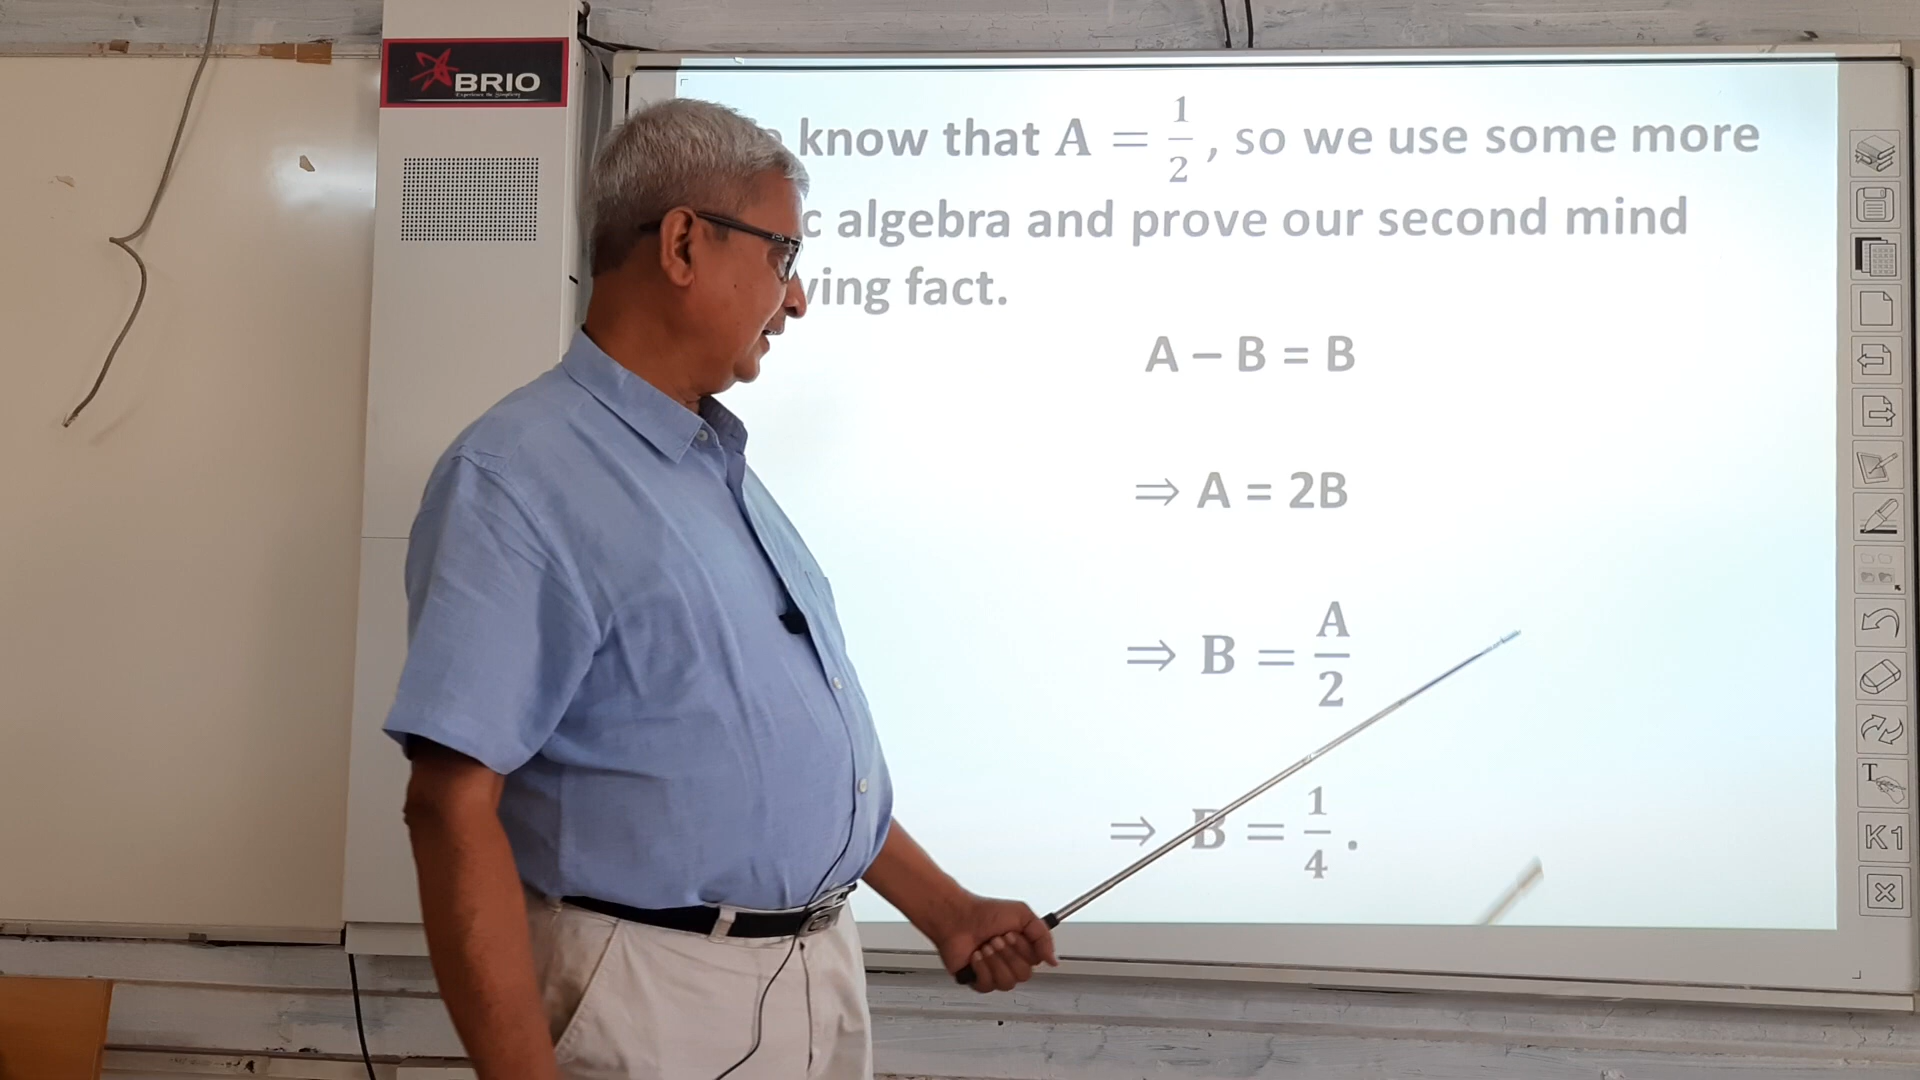 BRIO
know that A = 1/2, so we use some more
algebra and prove our second mind
fact.
A – B = B
⇒ A = 2B
⇒ B = A/2
⇒ B = 1/4.
T
K1